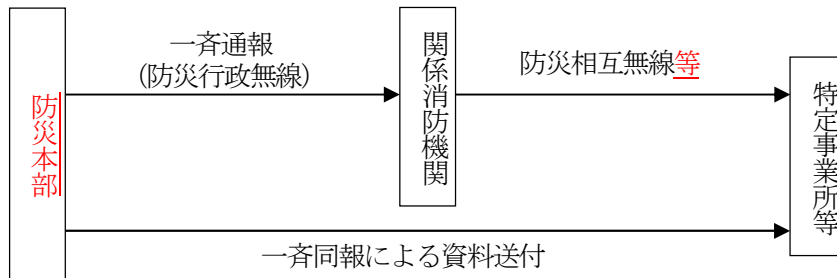 防災本部
一斉通報
(防災行政無線)
関係消防機関
防災相互無線等
特定事業所等
一斉同報による資料送付